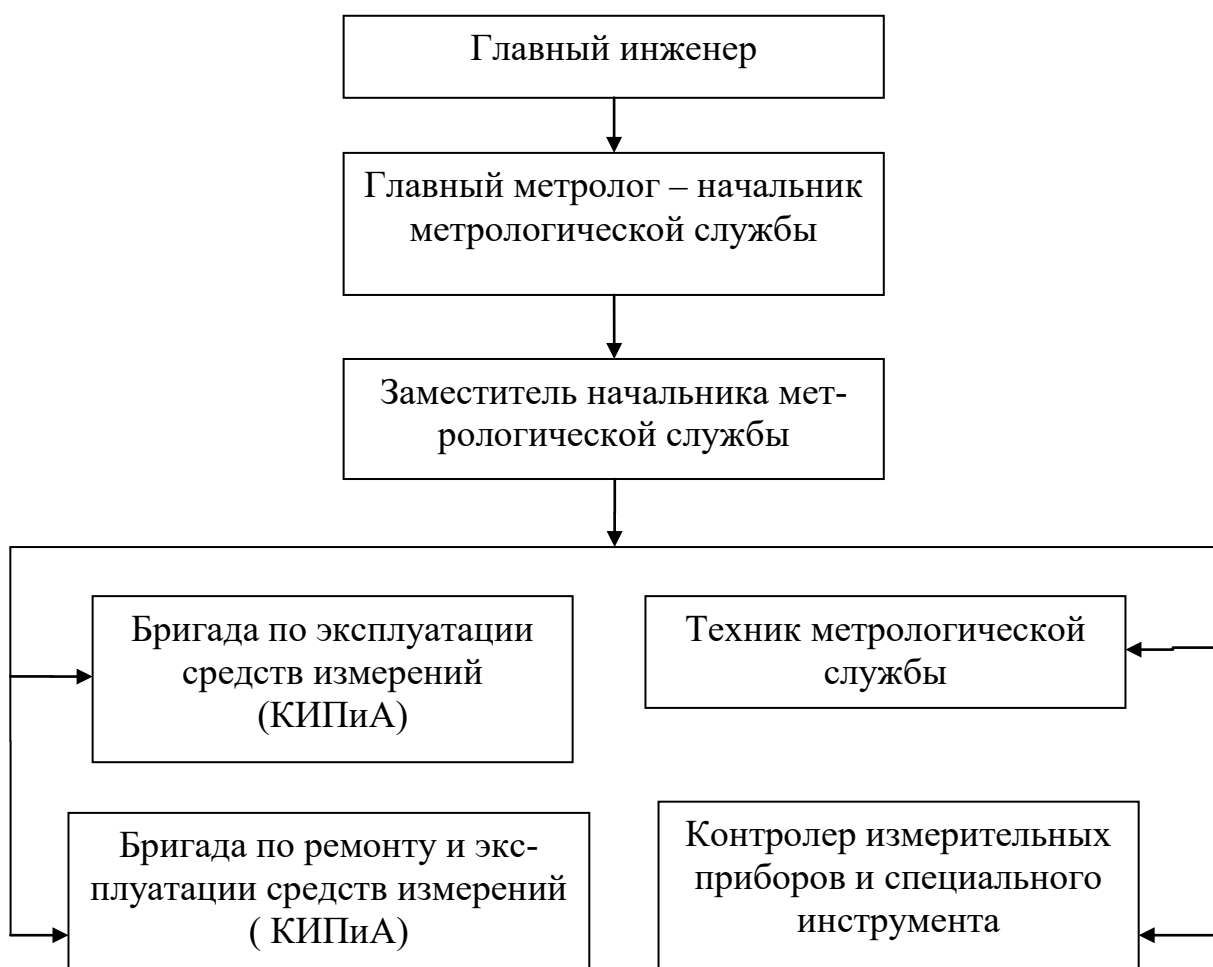 Главный инженер
Главный метролог – начальник
метрологической службы
Заместитель начальника мет-
рологической службы
Бригада по эксплуатации
средств измерений
(КИПиА)
Техник метрологической
службы
Бригада по ремонту и экс-
плуатации средств измерений
( КИПиА)
Контролер измерительных
приборов и специального
инструмента